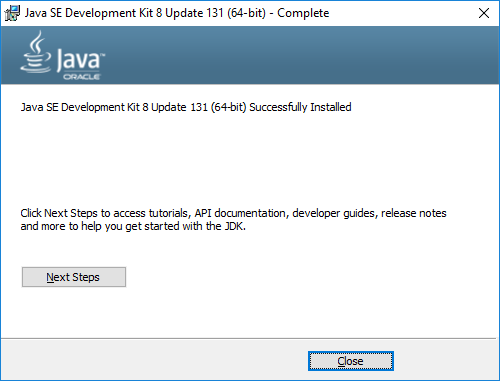 Java SE Development Kit 8 Update 131 (64-bit) - Complete
Java™
ORACLE
Java SE Development Kit 8 Update 131 (64-bit) Successfully Installed
Click Next Steps to access tutorials, API documentation, developer guides, release notes
and more to help you get started with the JDK.
Next Steps
Close